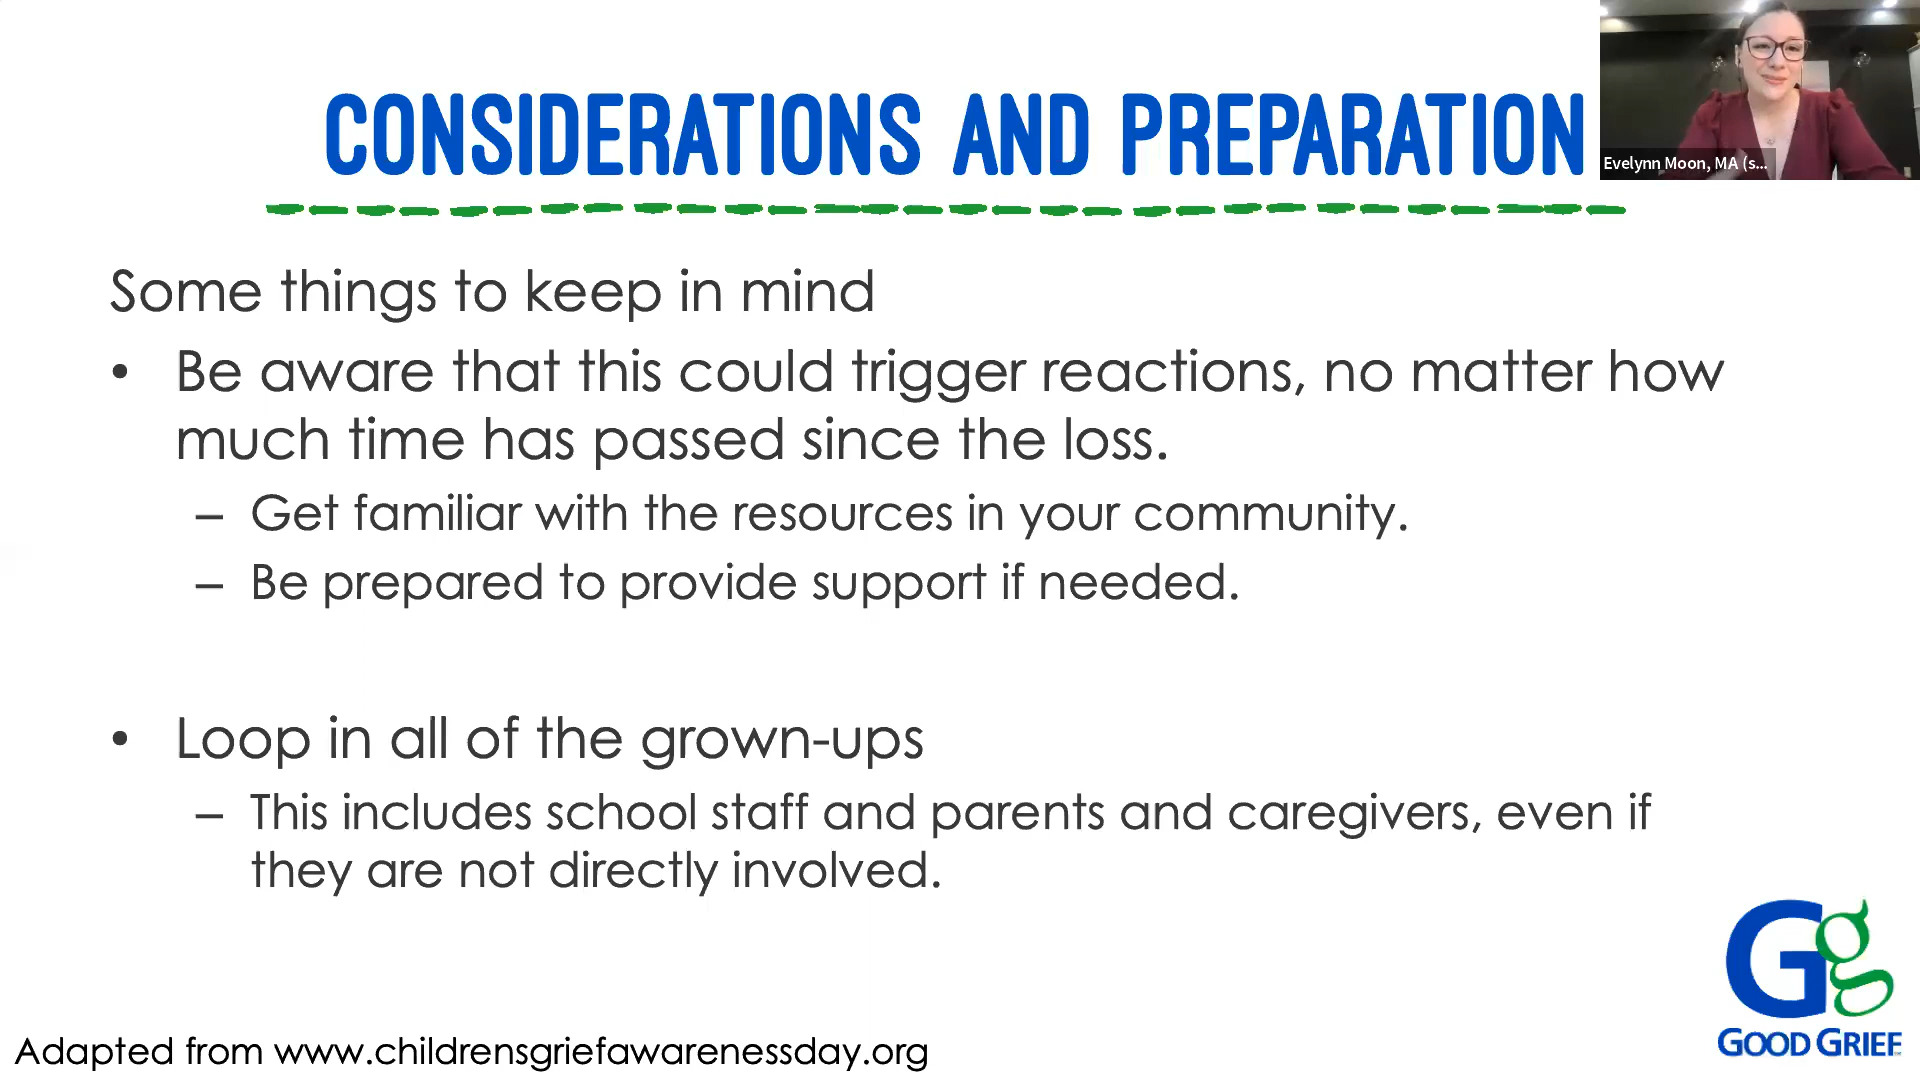 CONSIDERATIONS AND PREPARATION
Evelynn Moon, MA (s...
Some things to keep in mind
• Be aware that this could trigger reactions, no matter how
much time has passed since the loss.
– Get familiar with the resources in your community.
– Be prepared to provide support if needed.
• Loop in all of the grown-ups
– This includes school staff and parents and caregivers, even if
they are not directly involved.
Gg
GOOD GRIEF
Adapted from www.childrensgriefawarenessday.org